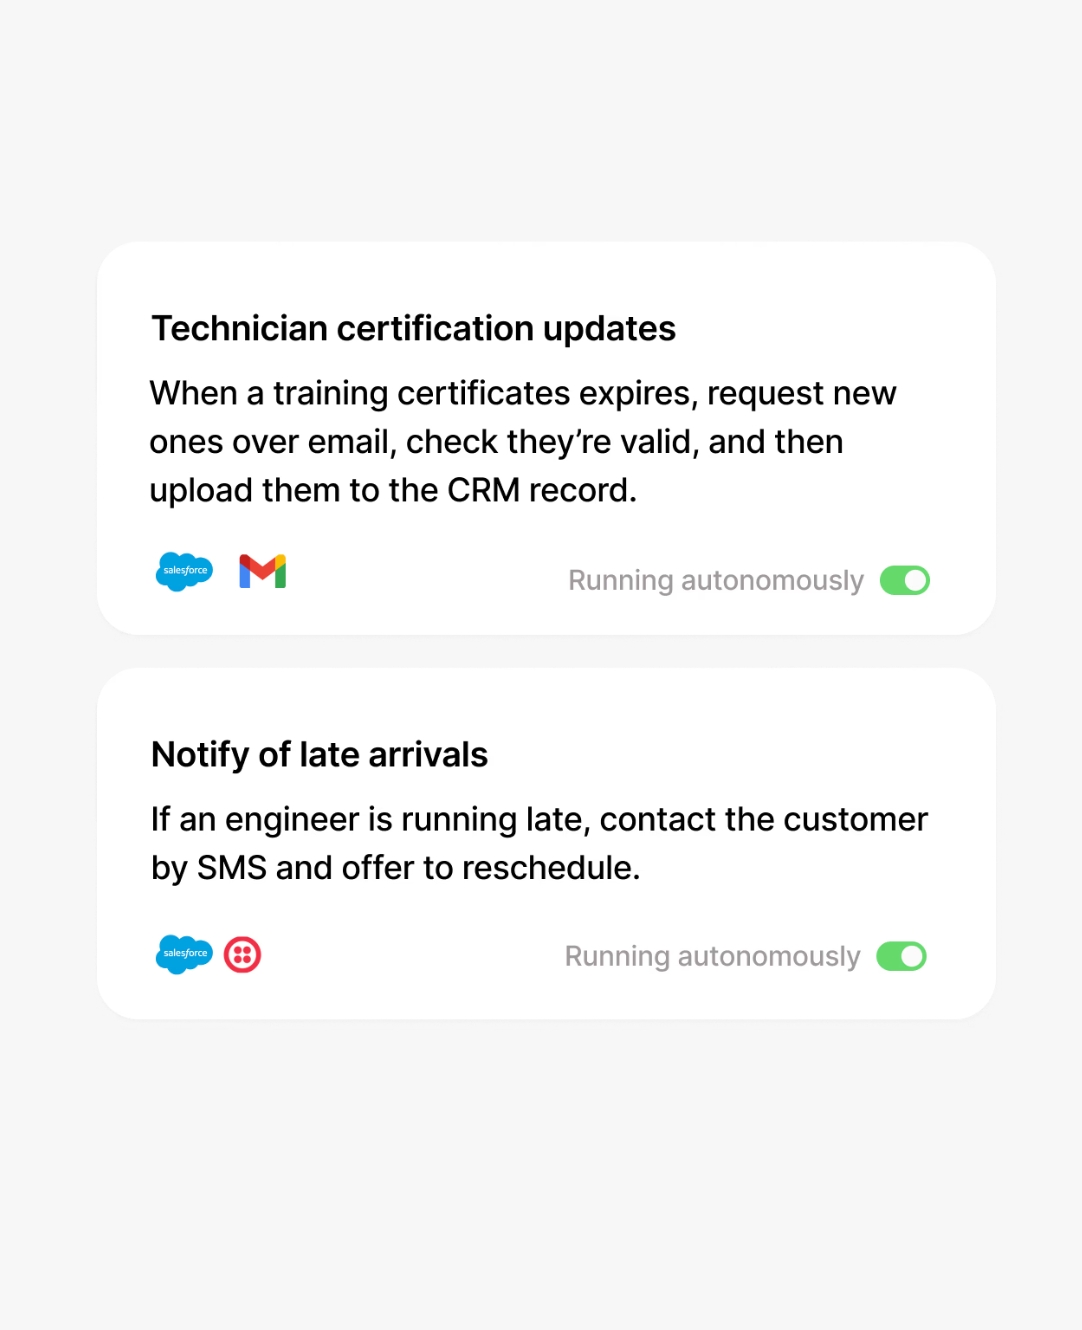 Technician certification updates
When a training certificates expires, request new
ones over email, check they’re valid, and then
upload them to the CRM record.
salesforce
Running autonomously
Notify of late arrivals
If an engineer is running late, contact the customer
by SMS and offer to reschedule.
salesforce
Running autonomously